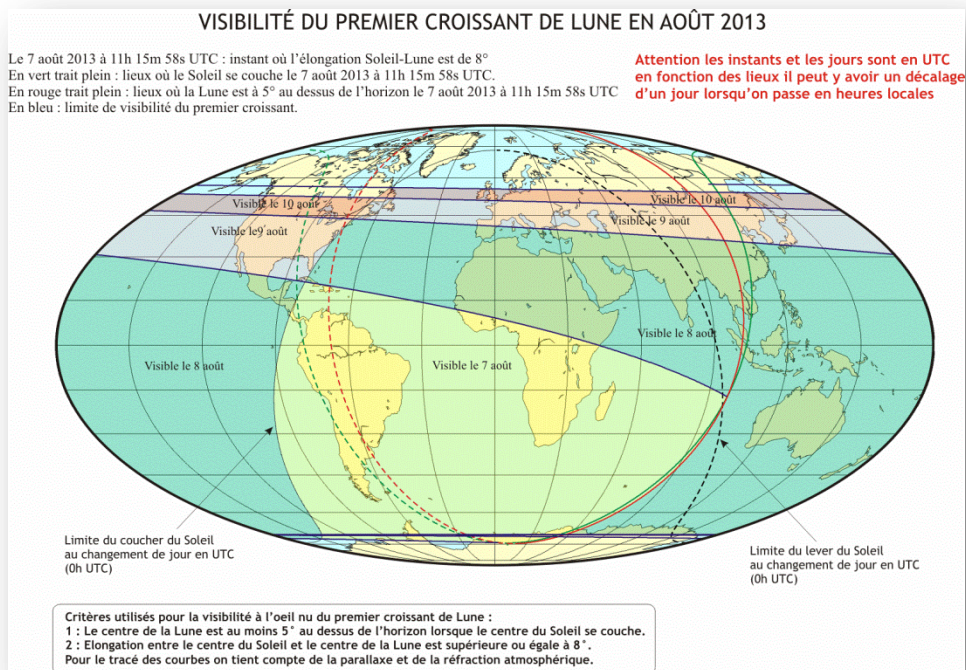 VISIBILITÉ DU PREMIER CROISSANT DE LUNE EN AOÛT 2013
Le 7 août 2013 à 11h 15m 58s UTC : instant où l'élongation Soleil-Lune est de 8°
En vert trait plein : lieux où le Soleil se couche le 7 août 2013 à 11h 15m 58s UTC.
En rouge trait plein : lieux où la Lune est à 5° au dessus de l'horizon le 7 août 2013 à 11h 15m 58s UTC
En bleu : limite de visibilité du premier croissant.
Attention les instants et les jours sont en UTC
en fonction des lieux il peut y avoir un décalage
d'un jour lorsqu'on passe en heures locales
Visible le 10 août
Visible le 10 août
Visible le9 août
Visible le 9 août
Visible le 8 août
Visible le 8 août
Visible le 7 août
Limite du coucher du Soleil
au changement de jour en UTC
(0h UTC)
Limite du lever du Soleil
au changement de jour en UTC
(0h UTC)
Critères utilisés pour la visibilité à l'oeil nu du premier croissant de Lune :
1 : Le centre de la Lune est au moins 5° au dessus de l'horizon lorsque le centre du Soleil se couche.
2 : Elongation entre le centre du Soleil et le centre de la Lune est supérieure ou égale à 8°.
Pour le tracé des courbes on tient compte de la parallaxe et de la réfraction atmosphérique.